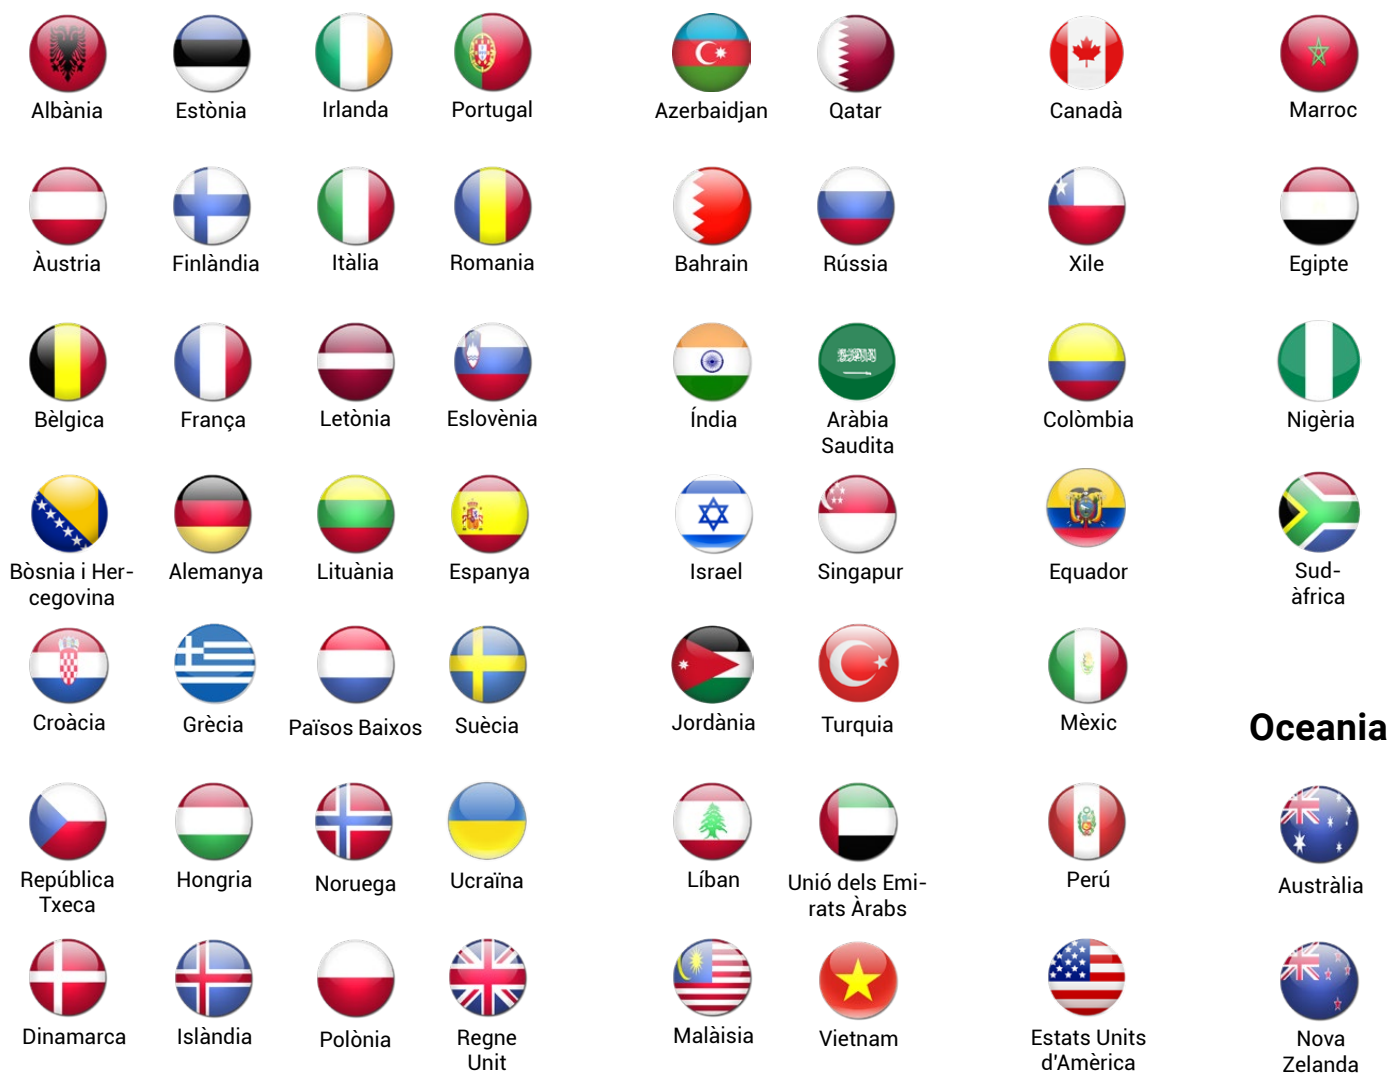 Albània
Estònia
Irlanda
Portugal
Azerbaidjan
Qatar
Canadà
Marroc
Àustria
Finlàndia
Itàlia
Romania
Bahrain
Rússia
Xile
Egipte
Bèlgica
França
Letònia
Eslovènia
Índia
Aràbia
Saudita
Colòmbia
Nigèria
Bòsnia i Her-
cegovina
Alemanya
Lituània
Espanya
Israel
Singapur
Equador
Sud-
àfrica
Croàcia
Grècia
Països Baixos
Suècia
Jordània
Turquia
Mèxic
Oceania
República
Txeca
Hongria
Noruega
Ucraïna
Líban
Unió dels Emi-
rats Àrabs
Perú
Austràlia
Dinamarca
Islàndia
Polònia
Regne
Unit
Malàisia
Vietnam
Estats Units
d'Amèrica
Nova
Zelanda